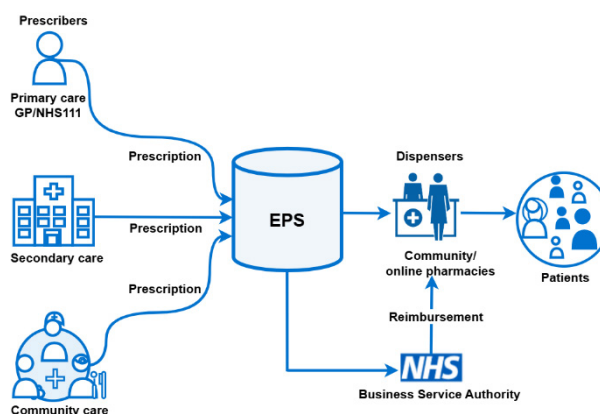 Prescribers
Primary care
GP/NHS111
Prescription
Secondary care
Prescription
Community care
Prescription
EPS
Dispensers
Community/
online pharmacies
Patients
Reimbursement
NHS
Business Service Authority